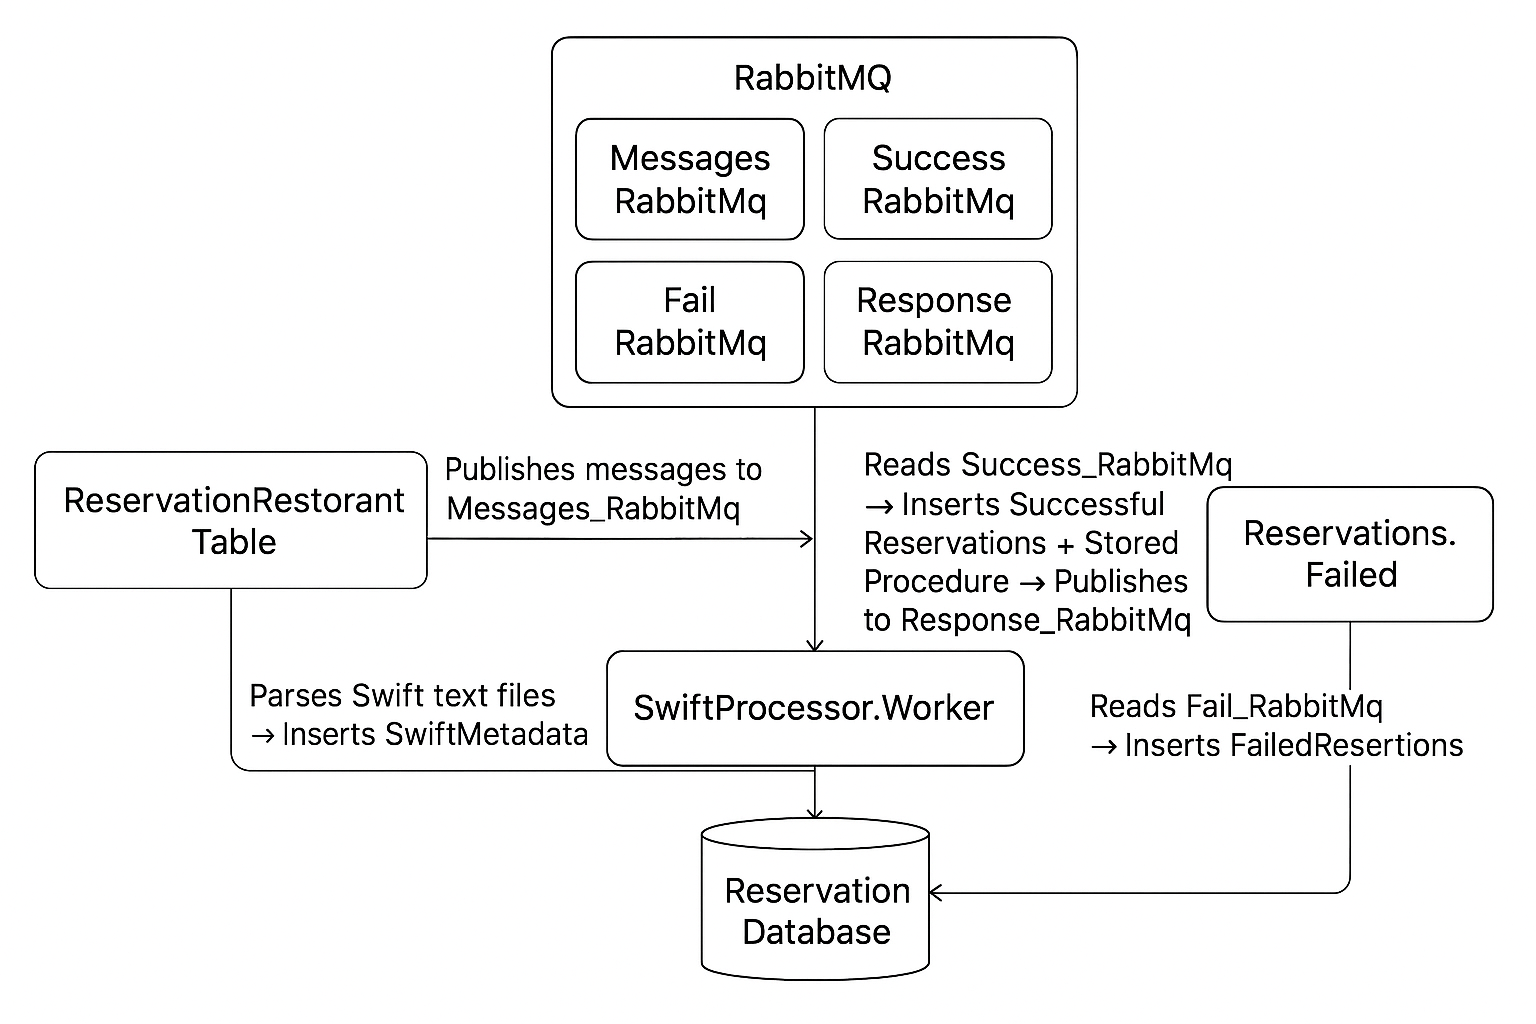 RabbitMQ
Messages
RabbitMq
Success
RabbitMq
Fail
RabbitMq
Response
RabbitMq
ReservationRestorant
Table
Publishes messages to
Messages_RabbitMq
Reads Success_RabbitMq
→ Inserts Successful
Reservations + Stored
Procedure → Publishes
to Response_RabbitMq
Reservations.
Failed
Parses Swift text files
→ Inserts SwiftMetadata
SwiftProcessor.Worker
Reads Fail_RabbitMq
→ Inserts FailedResertions
Reservation
Database